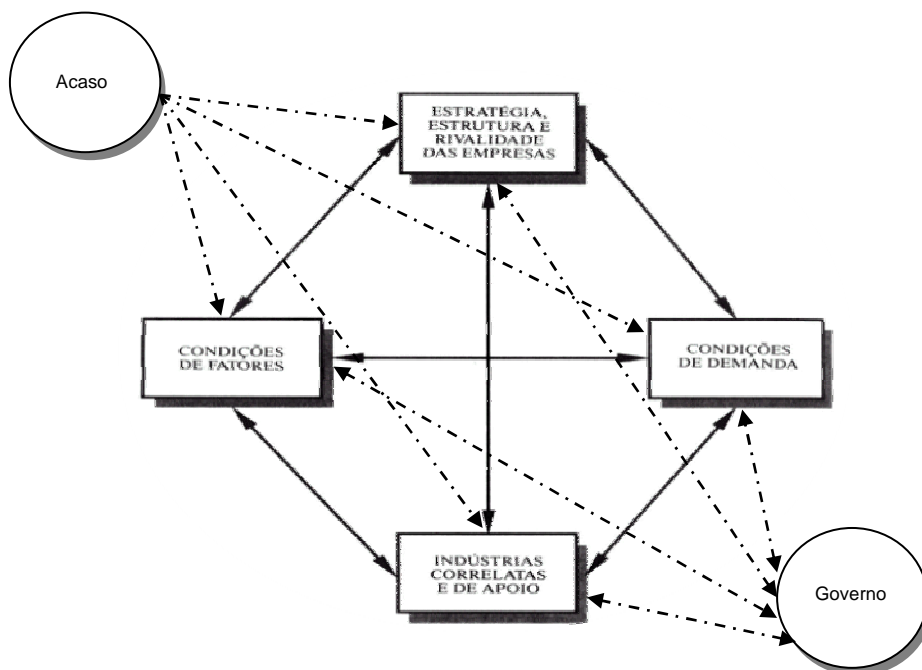 Acaso
ESTRATÉGIA,
ESTRUTURA E
RIVALIDADE
DAS EMPRESAS
CONDIÇÕES
DE FATORES
CONDIÇÕES
DE DEMANDA
INDÚSTRIAS
CORRELATAS
E DE APOIO
Governo